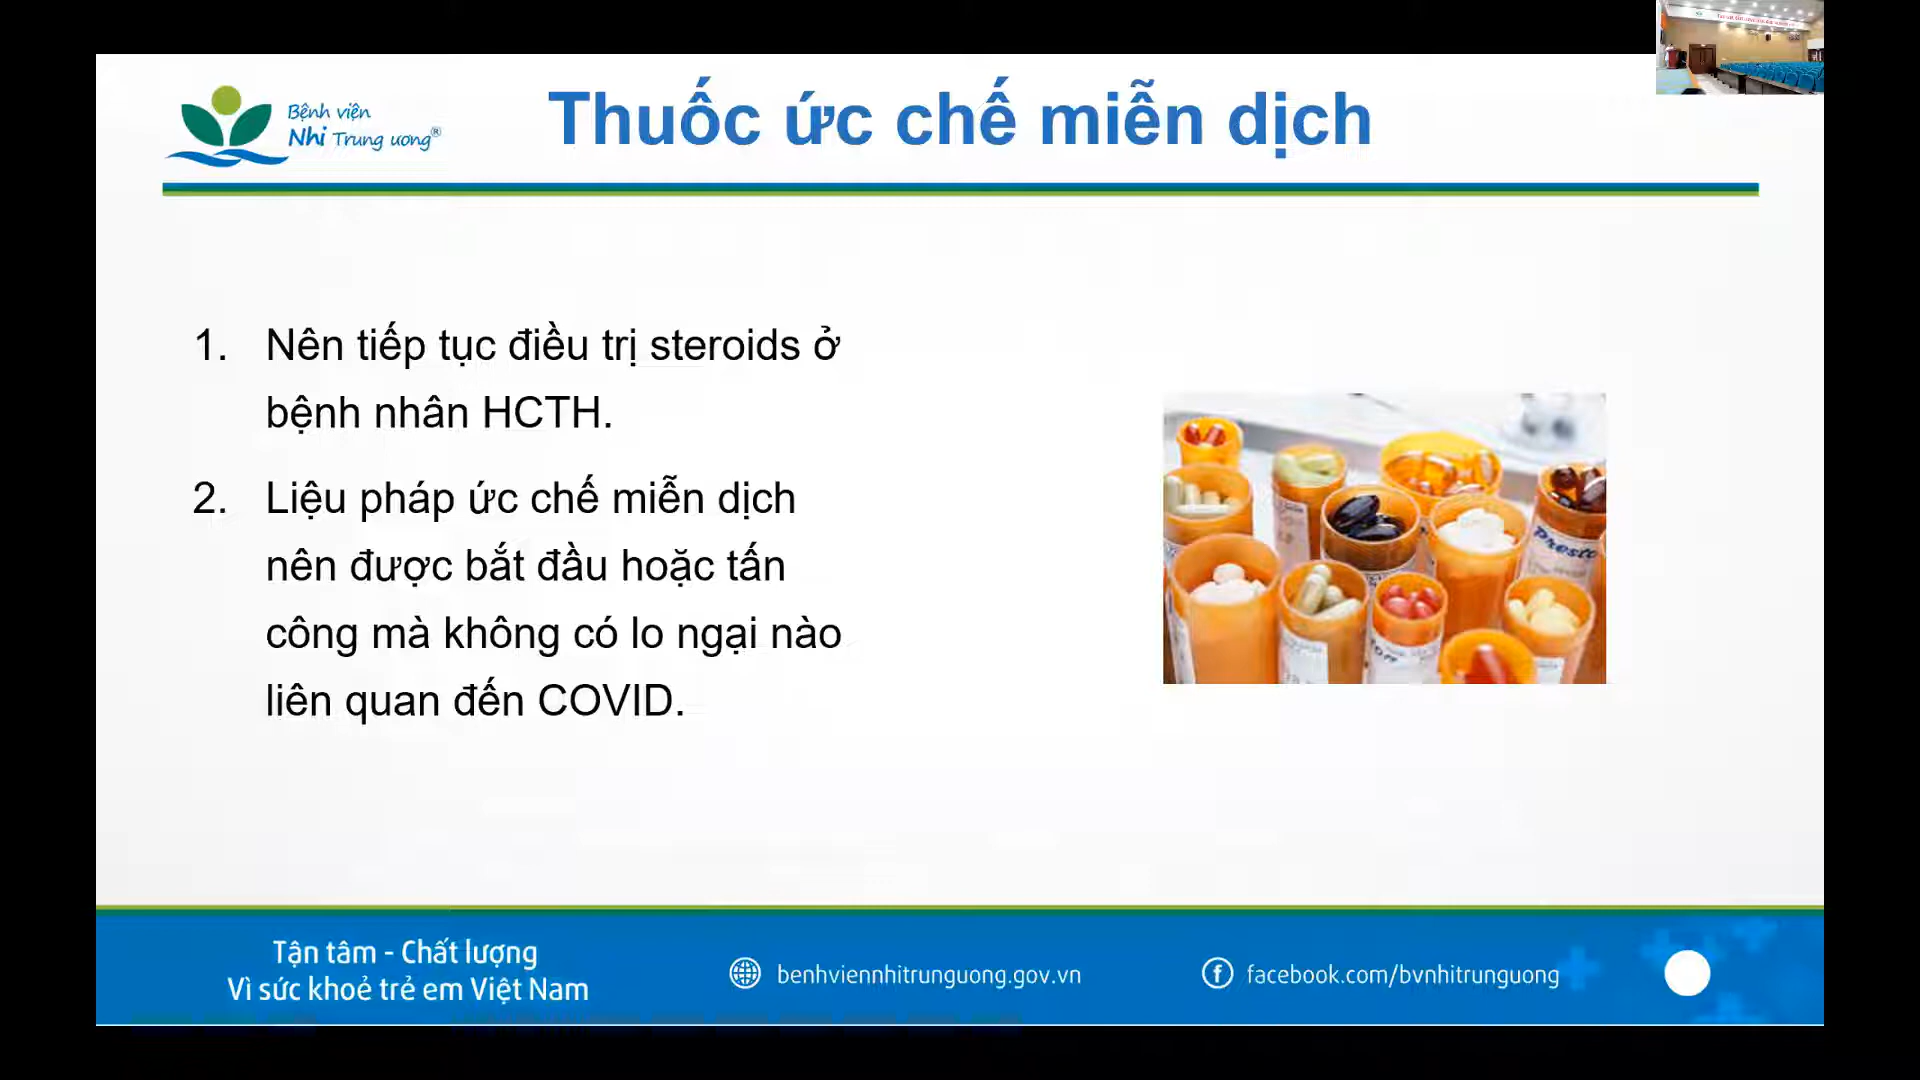 Bệnh viện
Nhi Trung ương®
Thuốc ức chế miễn dịch
1. Nên tiếp tục điều trị steroids ở
bệnh nhân HCTH.
2. Liệu pháp ức chế miễn dịch
nên được bắt đầu hoặc tấn
công mà không có lo ngại nào
liên quan đến COVID.
Tận tâm - Chất lượng
Vì sức khoẻ trẻ em Việt Nam
benhviennhitrunguong.gov.vn
facebook.com/bvnhitrunguong